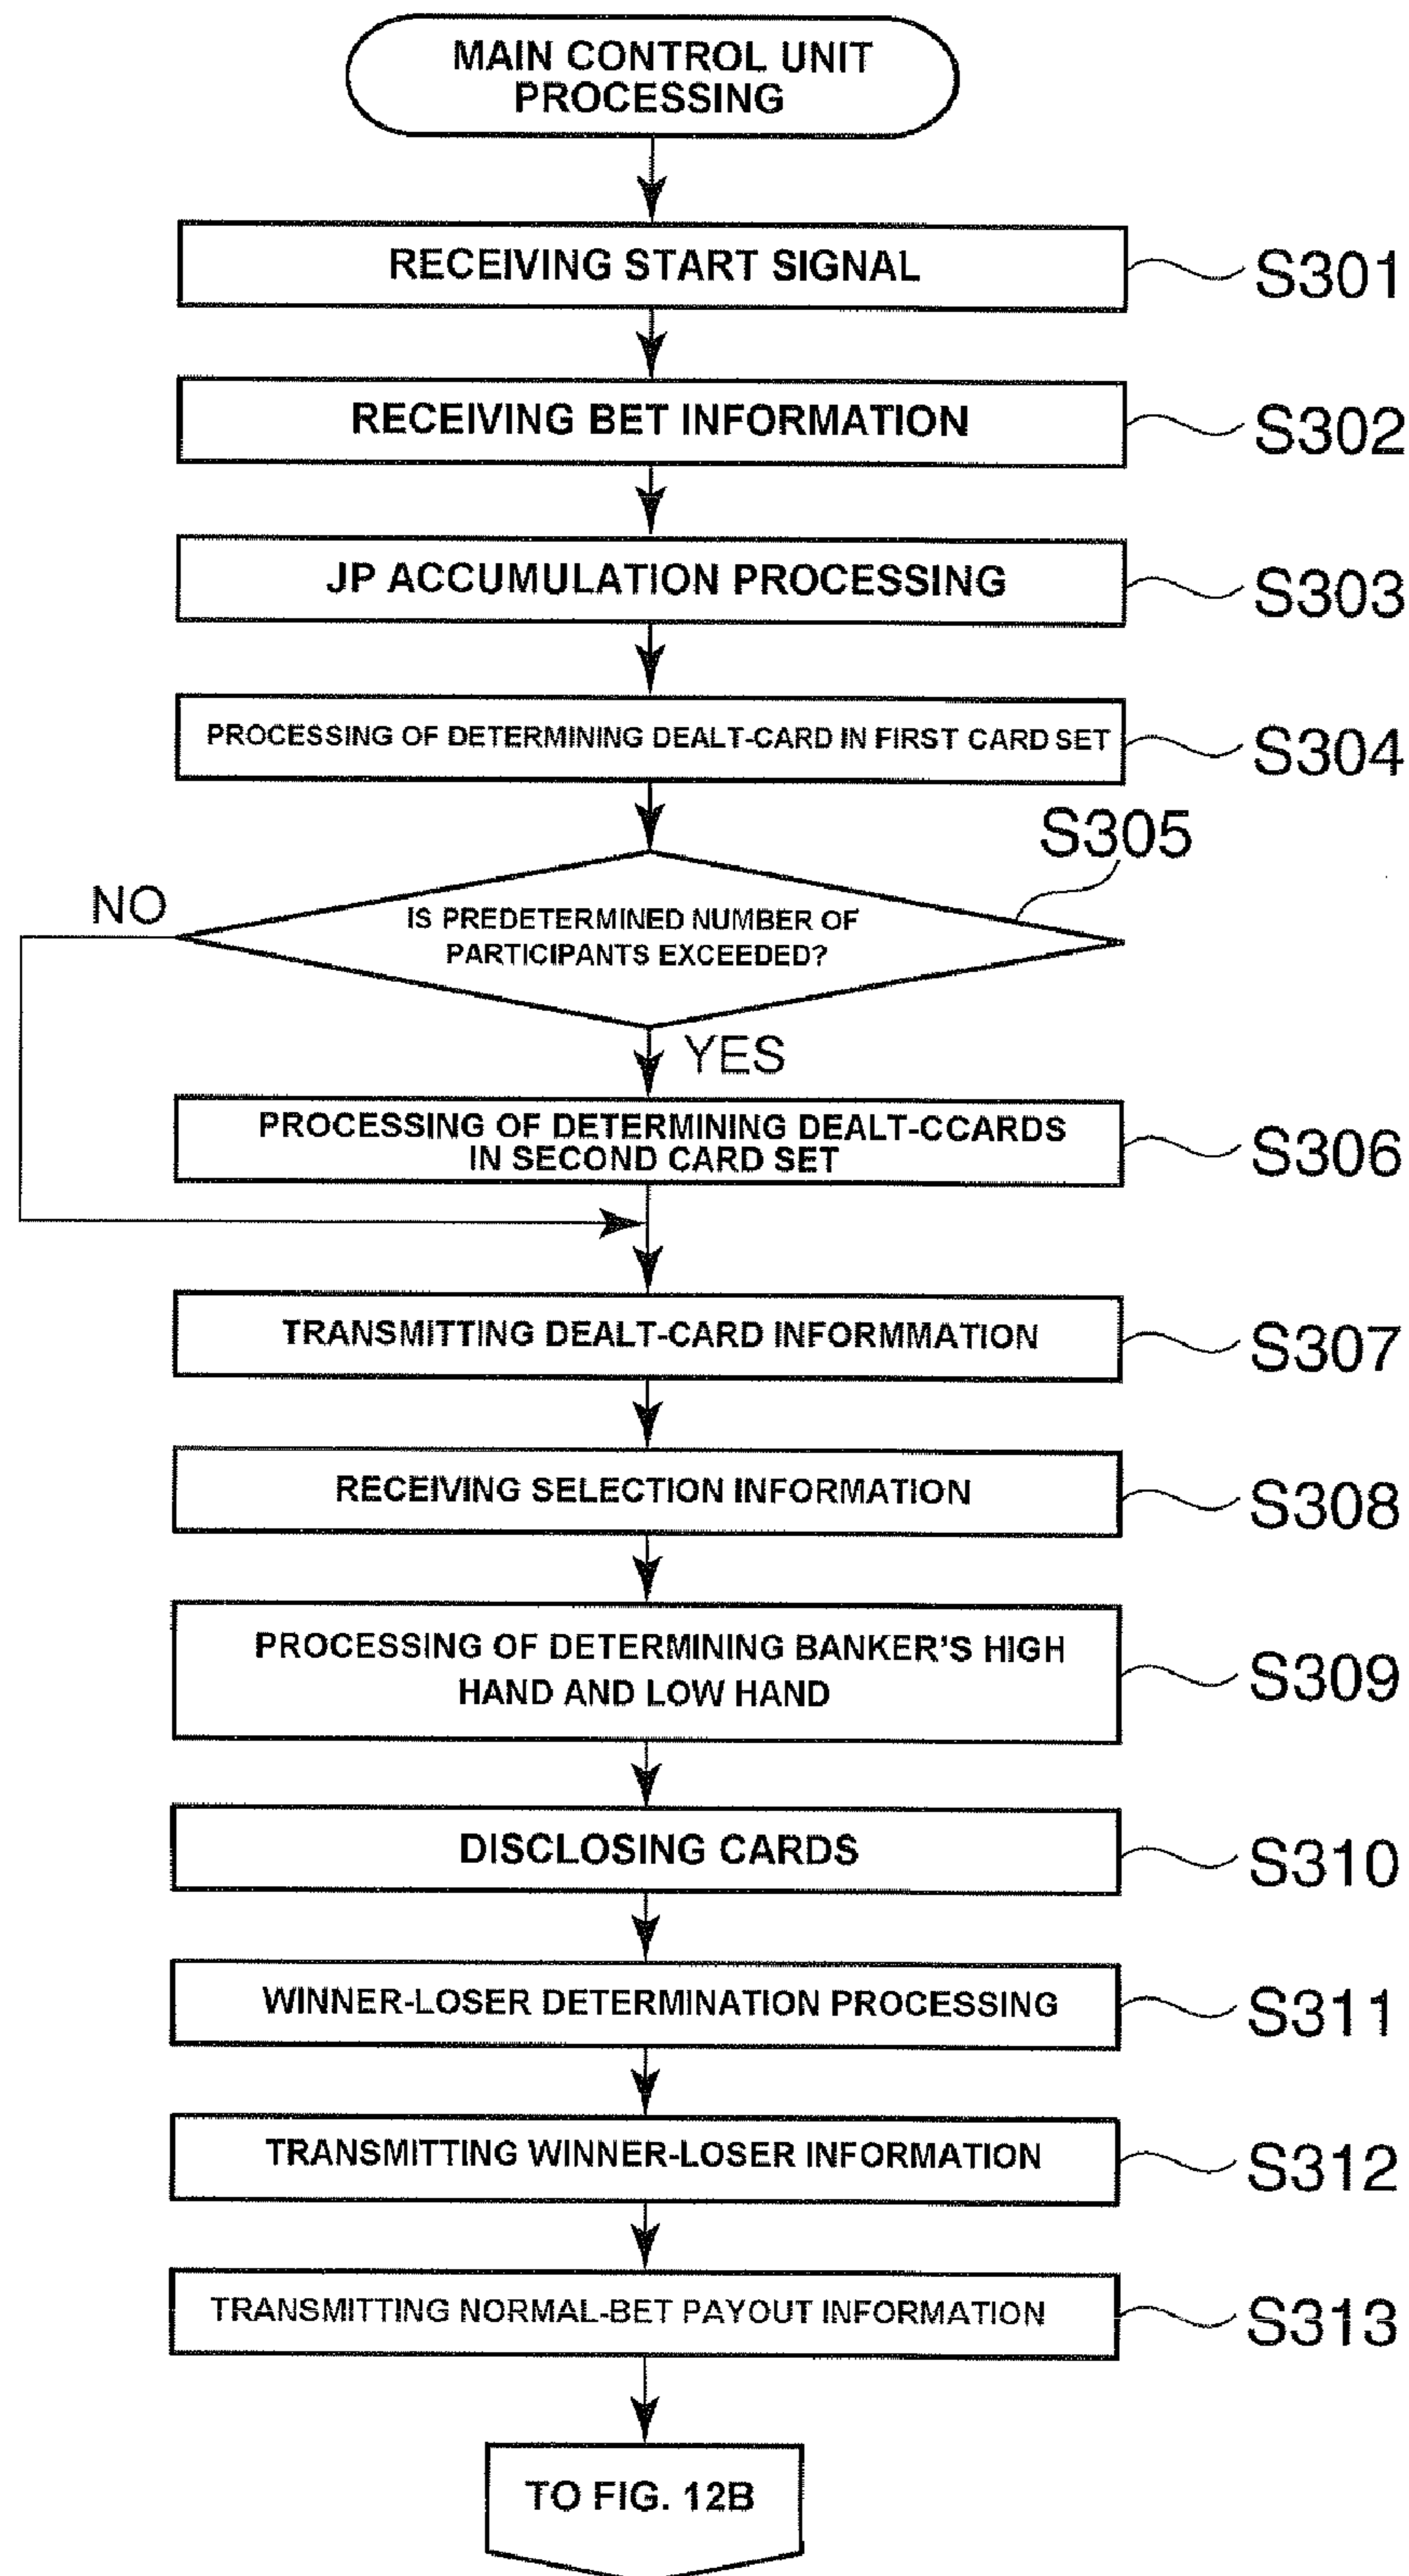 MAIN CONTROL UNIT
PROCESSING
RECEIVING START SIGNAL
S301
RECEIVING BET INFORMATION
S302
JP ACCUMULATION PROCESSING
S303
PROCESSING OF DETERMINING DEALT-CARD IN FIRST CARD SET
S304
S305
NO
IS PREDETERMINED NUMBER OF
PARTICIPANTS EXCEEDED?
YES
PROCESSING OF DETERMINING DEALT-CCARDS
IN SECOND CARD SET
S306
TRANSMITTING DEALT-CARD INFORMMATION
S307
RECEIVING SELECTION INFORMATION
S308
PROCESSING OF DETERMINING BANKER'S HIGH
HAND AND LOW HAND
S309
DISCLOSING CARDS
S310
WINNER-LOSER DETERMINATION PROCESSING
S311
TRANSMITTING WINNER-LOSER INFORMATION
S312
TRANSMITTING NORMAL-BET PAYOUT INFORMATION
S313
TO FIG. 12B